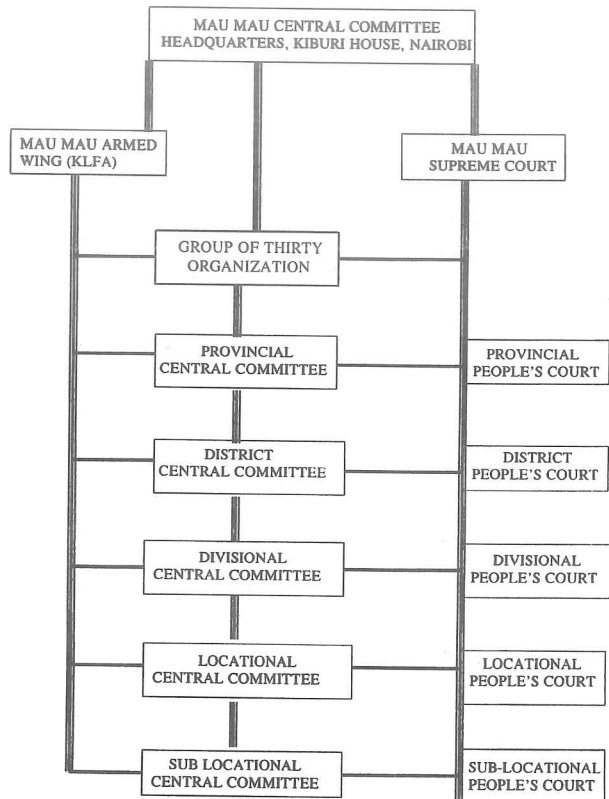 MAU MAU CENTRAL COMMITTEE
HEADQUARTERS, KIBURI HOUSE, NAIROBI
MAU MAU ARMED
WING (KLFA)
MAU MAU
SUPREME COURT
GROUP OF THIRTY
ORGANIZATION
PROVINCIAL
CENTRAL COMMITTEE
PROVINCIAL
PEOPLE'S COURT
DISTRICT
CENTRAL COMMITTEE
DISTRICT
PEOPLE'S COURT
DIVISIONAL
CENTRAL COMMITTEE
DIVISIONAL
PEOPLE'S COURT
LOCATIONAL
CENTRAL COMMITTEE
LOCATIONAL
PEOPLE'S COURT
SUB LOCATIONAL
CENTRAL COMMITTEE
SUB-LOCATIONAL
PEOPLE'S COURT